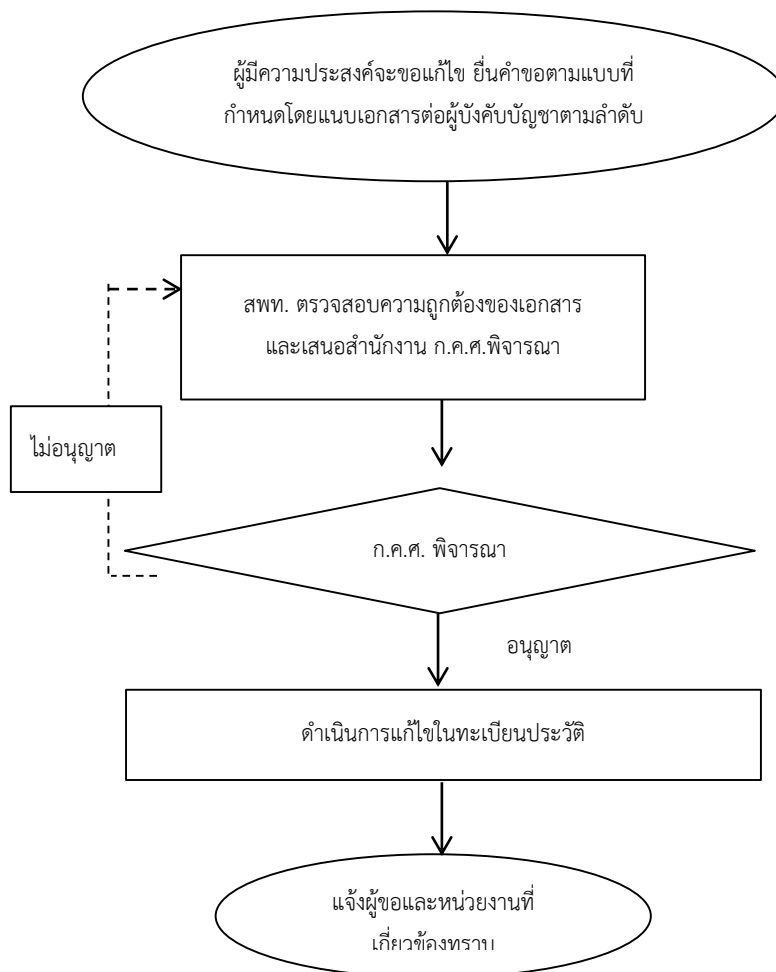 ผู้มีความประสงค์จะขอแก้ไข ยื่นคำขอตามแบบที่
กำหนดโดยแนบเอกสารต่อผู้บังคับบัญชาตามลำดับ
สพท. ตรวจสอบความถูกต้องของเอกสาร
และเสนอสำนักงาน ก.ค.ศ.พิจารณา
ไม่อนุญาต
ก.ค.ศ. พิจารณา
อนุญาต
ดำเนินการแก้ไขในทะเบียนประวัติ
แจ้งผู้ขอและหน่วยงานที่
เกี่ยวข้องทราบ